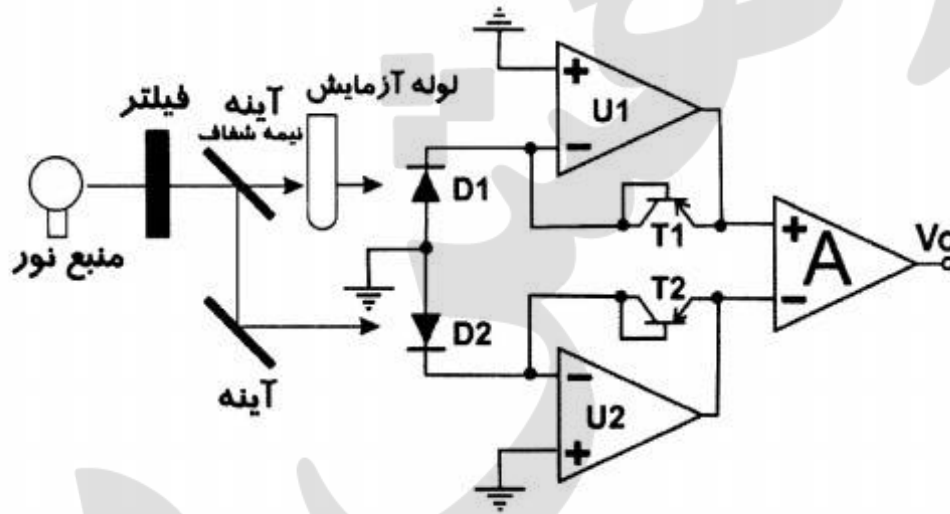 لوله آزمایش
آینه
نیمه شفاف
فیلتر
منبع نور
آینه
D1
D2
+
U1
−
T1
T2
−
U2
+
+
A
−
Vo